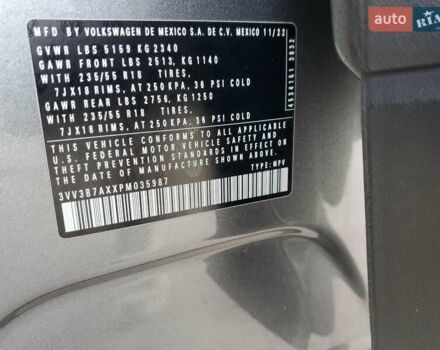 MFD BY VOLKSWAGEN DE MEXICO S.A. DE C.V. MEXICO 11/22
GVWR LBS 5159 KG 2340
GAWR FRONT LBS 2513, KG 1140
WITH 235/55 R18 TIRES,
7JX18 RIMS, AT 250 KPA, 36 PSI COLD
GAWR REAR LBS 2756, KG 1250
WITH 235/55 R18 TIRES,
7JX18 RIMS, AT 250 KPA, 36 PSI COLD
THIS VEHICLE CONFORMS TO ALL APPLICABLE
U.S. FEDERAL MOTOR VEHICLE SAFETY
STANDARDS IN EFFECT ON THE DATE OF
MANUFACTURE SHOWN ABOVE.
3VV3B7AXXPM035987
TYPE: MPV
4634161 3832
AUTO
RIA